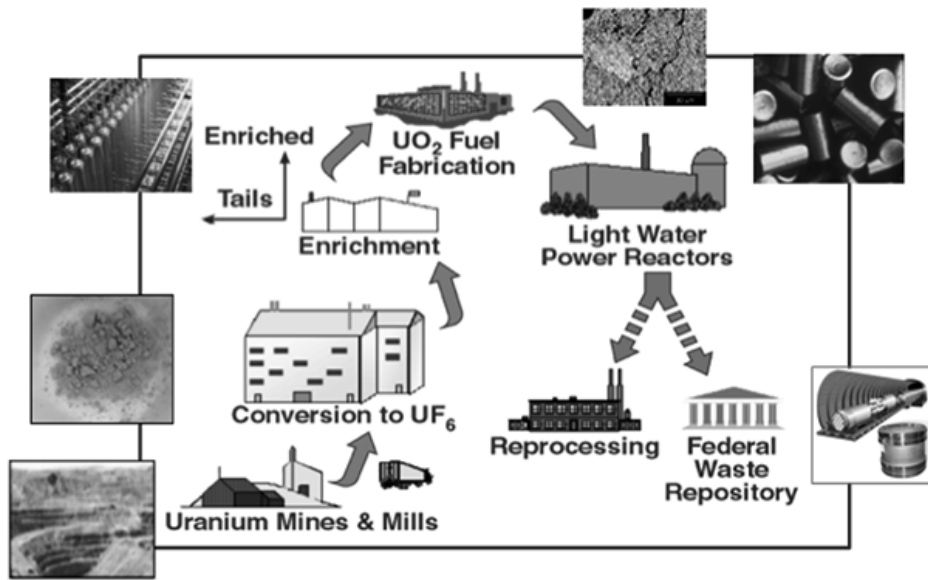 Enriched
Tails
UO₂ Fuel
Fabrication
Enrichment
Light Water
Power Reactors
Conversion to UF₆
Reprocessing
Federal
Waste
Repository
Uranium Mines & Mills